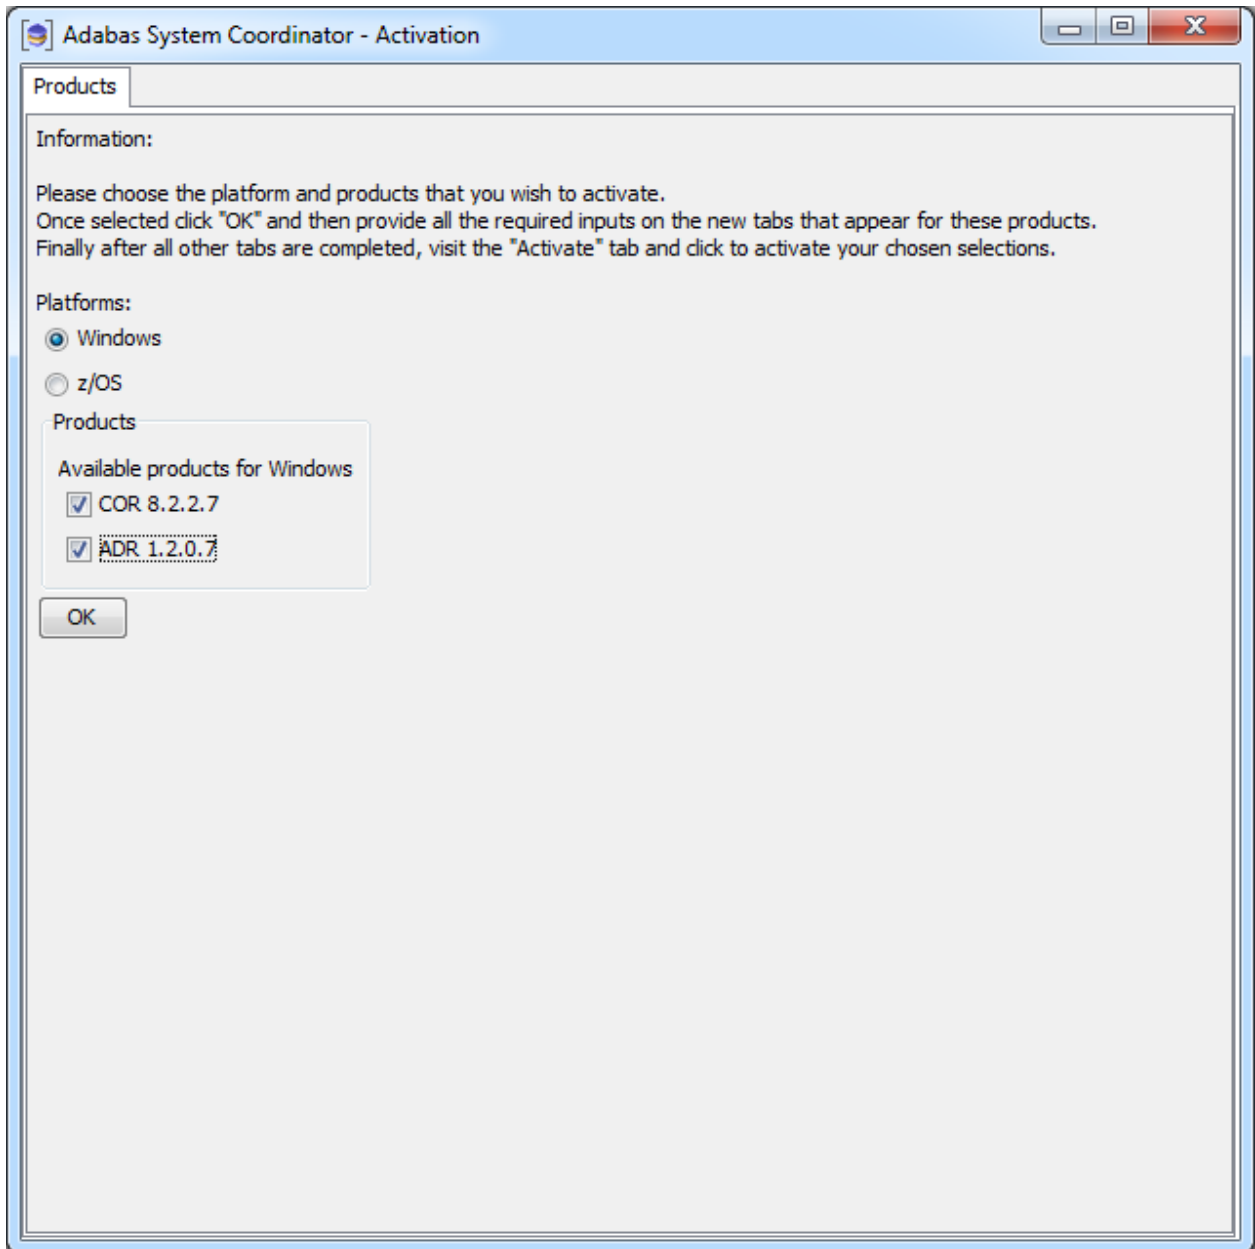 Adabas System Coordinator - Activation
Products
Information:
Please choose the platform and products that you wish to activate.
Once selected click "OK" and then provide all the required inputs on the new tabs that appear for these products.
Finally after all other tabs are completed, visit the "Activate" tab and click to activate your chosen selections.
Platforms:
Windows
z/OS
Products
Available products for Windows
COR 8.2.2.7
ADR 1.2.0.7
OK